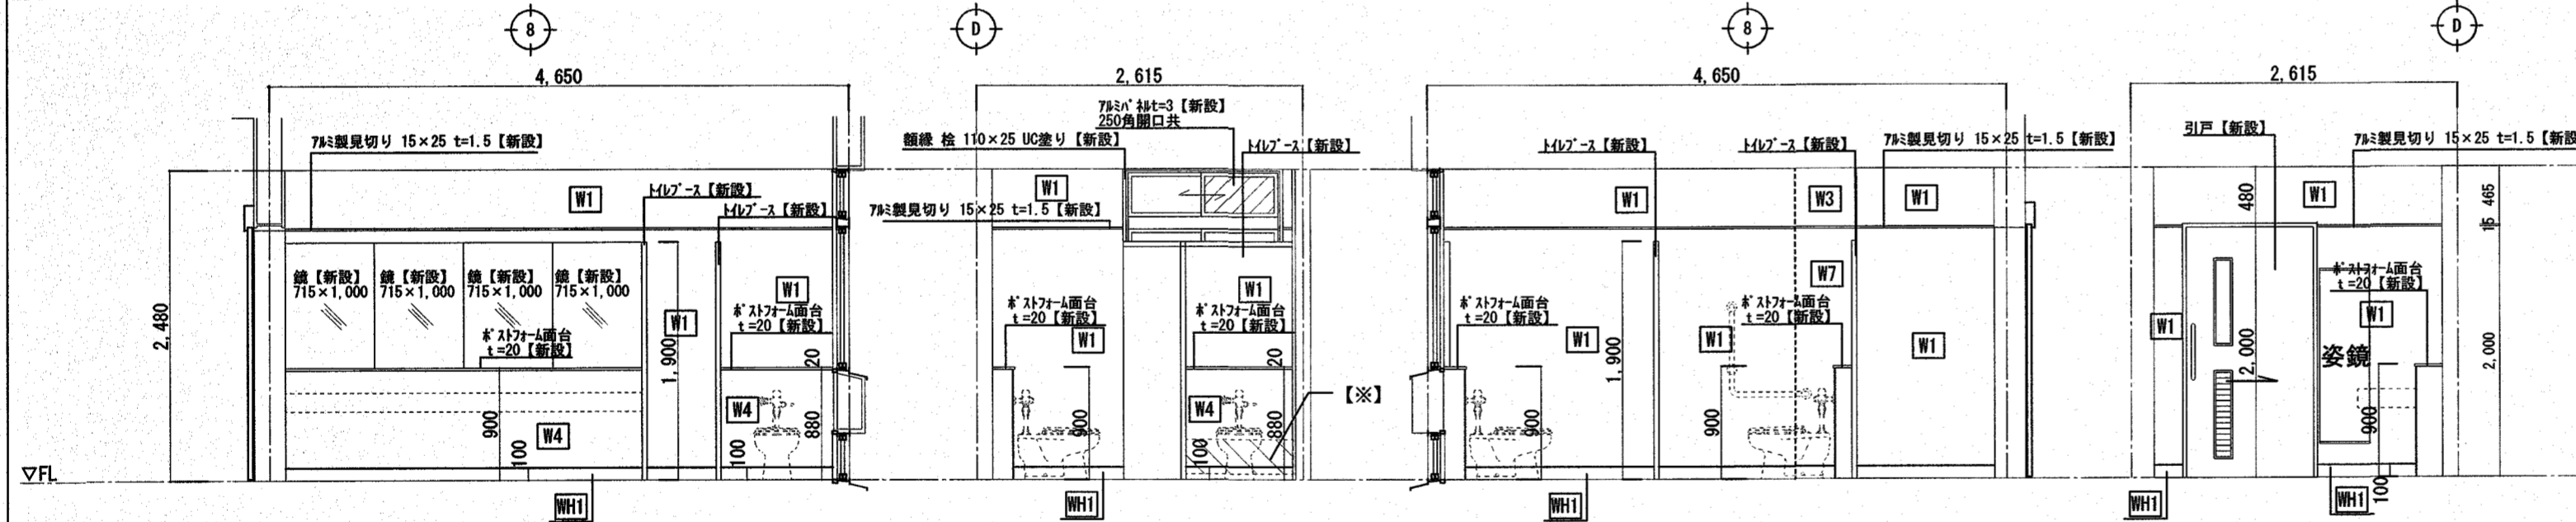 8
D
8
D
4,650
2,615
4,650
2,615
アルミ製見切り 15×25 t=1.5【新設】
W1
トイレブース【新設】
トイレブース【新設】
鏡【新設】
715×1,000
鏡【新設】
715×1,000
鏡【新設】
715×1,000
鏡【新設】
715×1,000
ポストフォーム面台
t=20【新設】
W1
W1
ポストフォーム面台
t=20【新設】
2,480
1,900
20
900
100
W4
W4
100
880
▽FL
WH1
アルミパネルt=3【新設】
250角開口共
額縁 桧 110×25 UC塗り【新設】
トイレブース【新設】
W1
アルミ製見切り 15×25 t=1.5【新設】
W1
ポストフォーム面台
t=20【新設】
ポストフォーム面台
t=20【新設】
W1
20
【※】
W4
900
100
880
WH1
トイレブース【新設】
トイレブース【新設】
アルミ製見切り 15×25 t=1.5【新設】
W1
W3
W1
W7
ポストフォーム面台
t=20【新設】
ポストフォーム面台
t=20【新設】
W1
1,900
W1
W1
900
900
WH1
引戸【新設】
アルミ製見切り 15×25 t=1.5【新設
W1
480
465
15
ポストフォーム面台
t=20【新設】
W1
W1
姿鏡
2,000
2,000
900
100
WH1
WH1